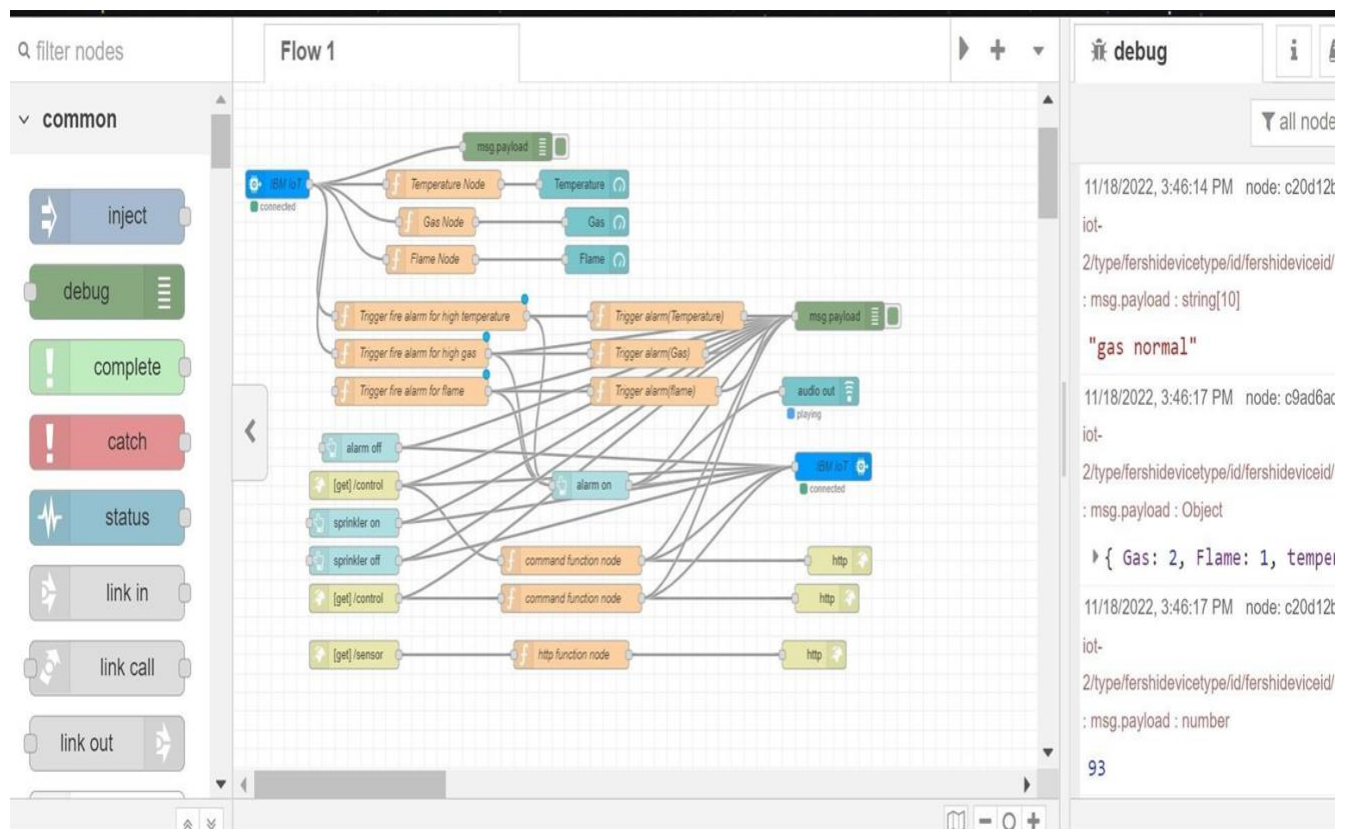 filter nodes
Flow 1
debug
i
common
all node
inject
debug
complete
catch
status
link in
link call
link out
msg.payload
IBM IoT
connected
Temperature Node
Temperature
Gas Node
Gas
Flame Node
Flame
Trigger fire alarm for high temperature
Trigger alarm(Temperature)
msg.payload
Trigger fire alarm for high gas
Trigger alarm(Gas)
Trigger fire alarm for flame
Trigger alarm(flame)
audio out
playing
alarm off
IBM IoT
connected
[get] /control
alarm on
sprinkler on
sprinkler off
command function node
http
[get] /control
command function node
http
[get] /sensor
http function node
http
11/18/2022, 3:46:14 PM node: c20d12b
iot-
2/type/fershidevicetype/id/fershideviceid/
: msg.payload : string[10]
"gas normal"
11/18/2022, 3:46:17 PM node: c9ad6ac
iot-
2/type/fershidevicetype/id/fershideviceid/
: msg.payload : Object
{ Gas: 2, Flame: 1, temper
11/18/2022, 3:46:17 PM node: c20d12b
iot-
2/type/fershidevicetype/id/fershideviceid/
: msg.payload : number
93